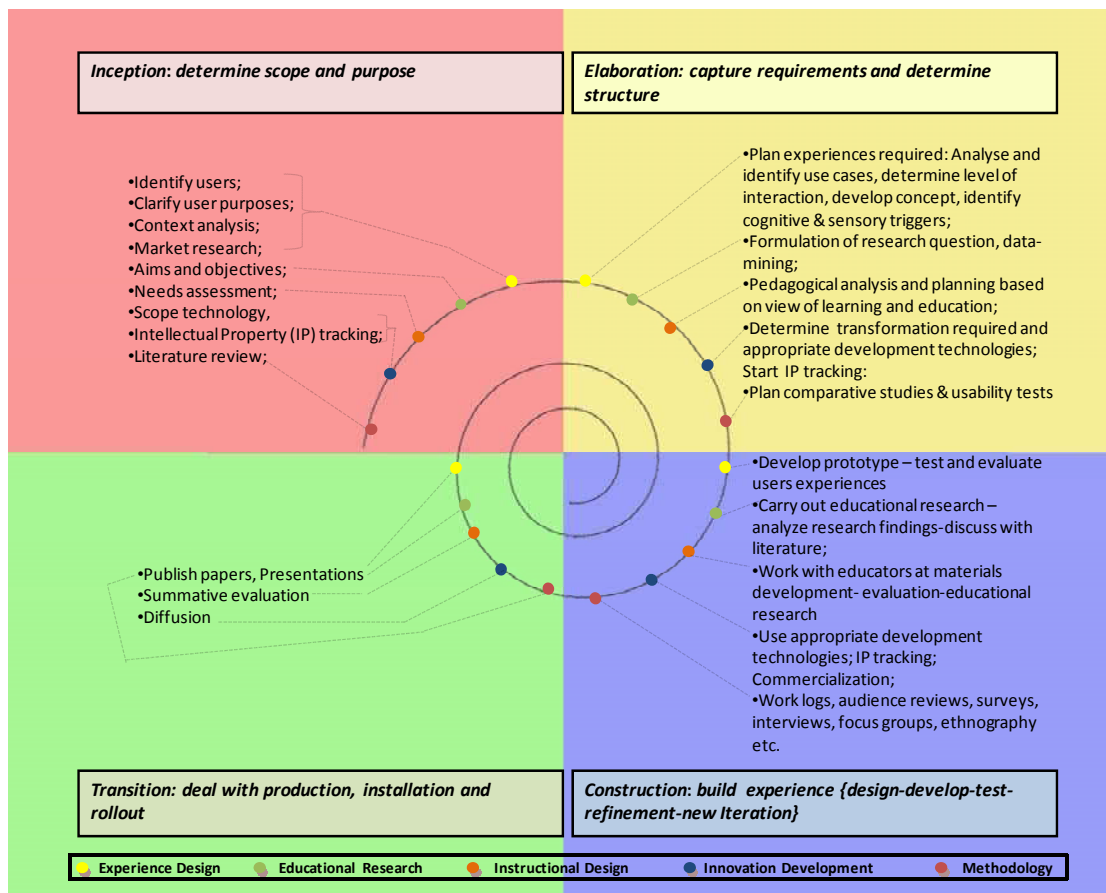 Inception: determine scope and purpose
•Identify users;
•Clarify user purposes;
•Context analysis;
•Market research;
•Aims and objectives;
•Needs assessment;
•Scope technology,
•Intellectual Property (IP) tracking;
•Literature review;
Elaboration: capture requirements and determine
structure
•Plan experiences required: Analyse and
identify use cases, determine level of
interaction, develop concept, identify
cognitive & sensory triggers;
•Formulation of research question, data-
mining;
•Pedagogical analysis and planning based
on view of learning and education;
•Determine transformation required and
appropriate development technologies;
Start IP tracking:
•Plan comparative studies & usability tests
•Publish papers, Presentations
•Summative evaluation
•Diffusion
Transition: deal with production, installation and
rollout
•Develop prototype – test and evaluate
users experiences
•Carry out educational research –
analyze research findings-discuss with
literature;
•Work with educators at materials
development- evaluation-educational
research
•Use appropriate development
technologies; IP tracking;
Commercialization;
•Work logs, audience reviews, surveys,
interviews, focus groups, ethnography
etc.
Construction: build experience {design-develop-test-
refinement-new Iteration}
Experience Design
Educational Research
Instructional Design
Innovation Development
Methodology